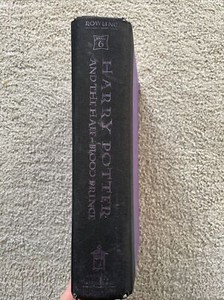 ROWLING
6
HARRY POTTER
AND THE HALF-BLOOD PRINCE